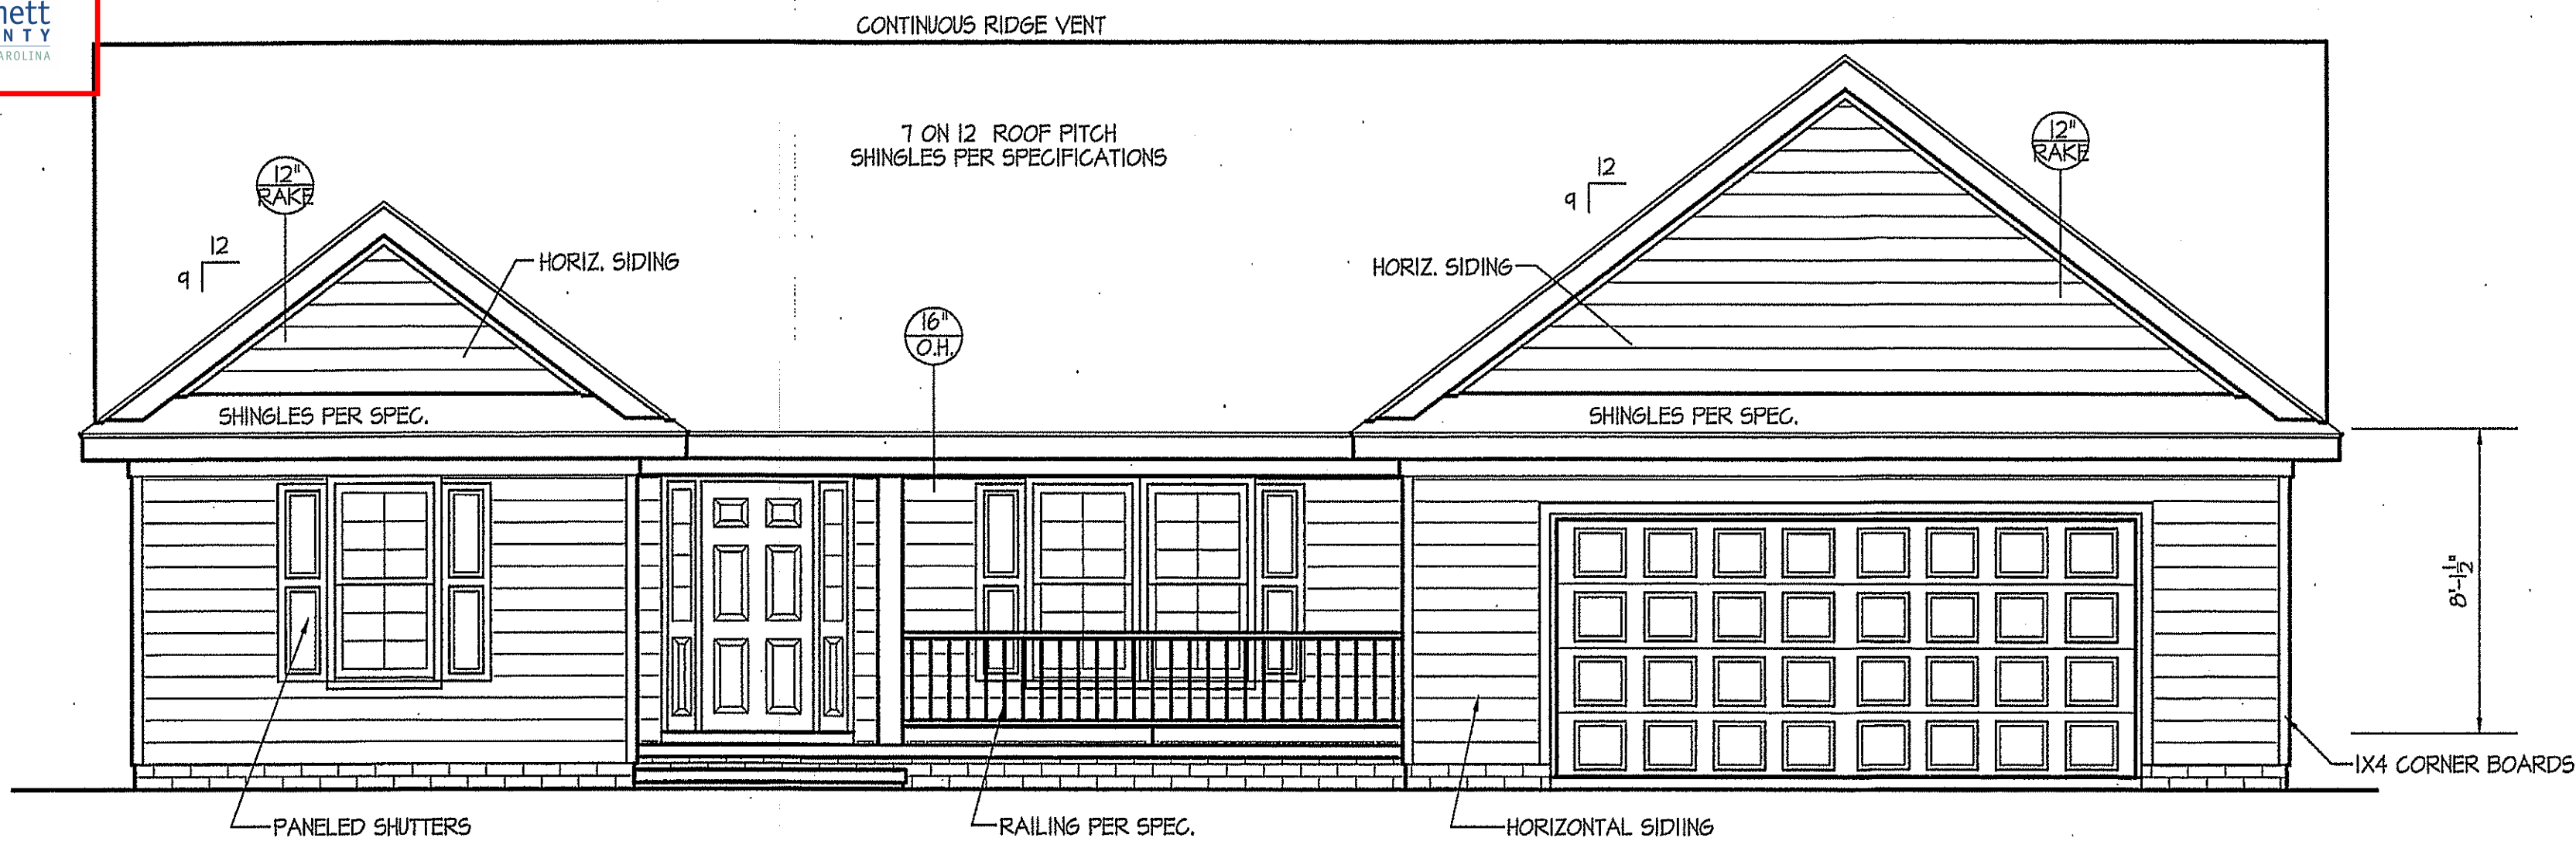 nett
NTY
AROLINA
CONTINUOUS RIDGE VENT
7 ON 12 ROOF PITCH
SHINGLES PER SPECIFICATIONS
12"
RAKE
12
9
HORIZ. SIDING
SHINGLES PER SPEC.
16"
O.H.
12
9
HORIZ. SIDING
12"
RAKE
SHINGLES PER SPEC.
8'-1 1/2"
1X4 CORNER BOARDS
PANELED SHUTTERS
RAILING PER SPEC.
HORIZONTAL SIDIING